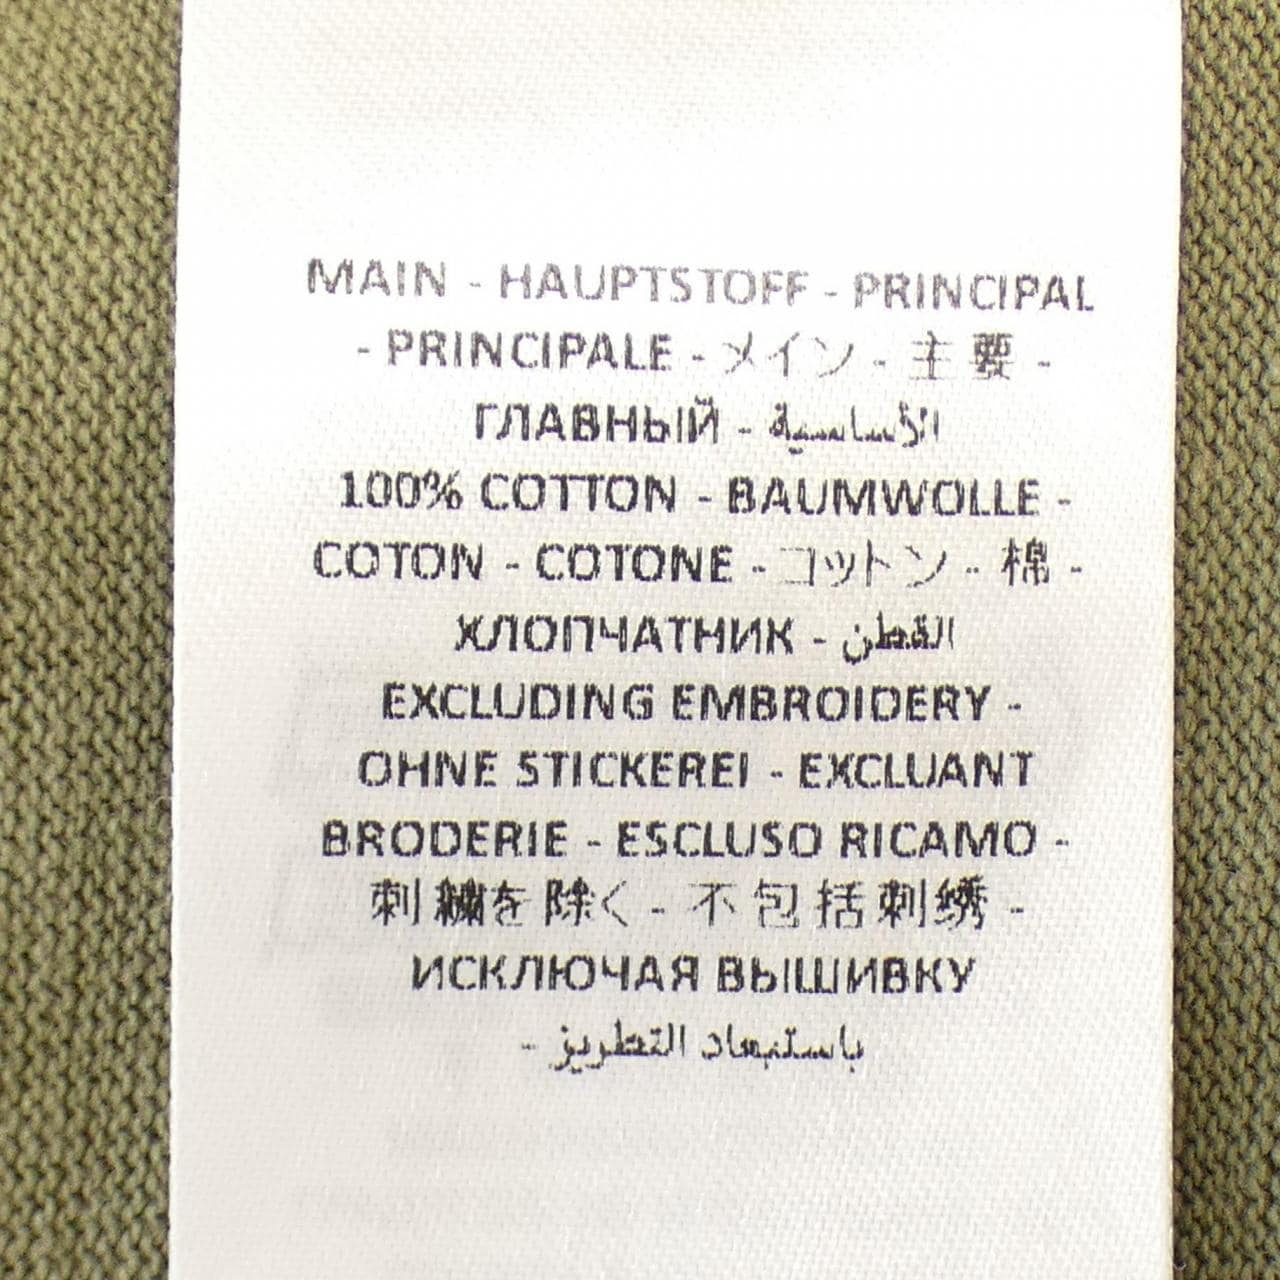 MAIN - HAUPTSTOFF - PRINCIPAL
- PRINCIPALE - メイン - 主要 -
ГЛАВНЫЙ - الأساسية
100% COTTON - BAUMWOLLE -
COTON - COTONE - コットン - 棉 -
ХЛОПЧАТНИК - القطن
EXCLUDING EMBROIDERY -
OHNE STICKEREI - EXCLUANT
BRODERIE - ESCLUSO RICAMO -
刺繍を除く - 不包括刺绣 -
ИСКЛЮЧАЯ ВЫШИВКУ
- باستبعاد التطريز